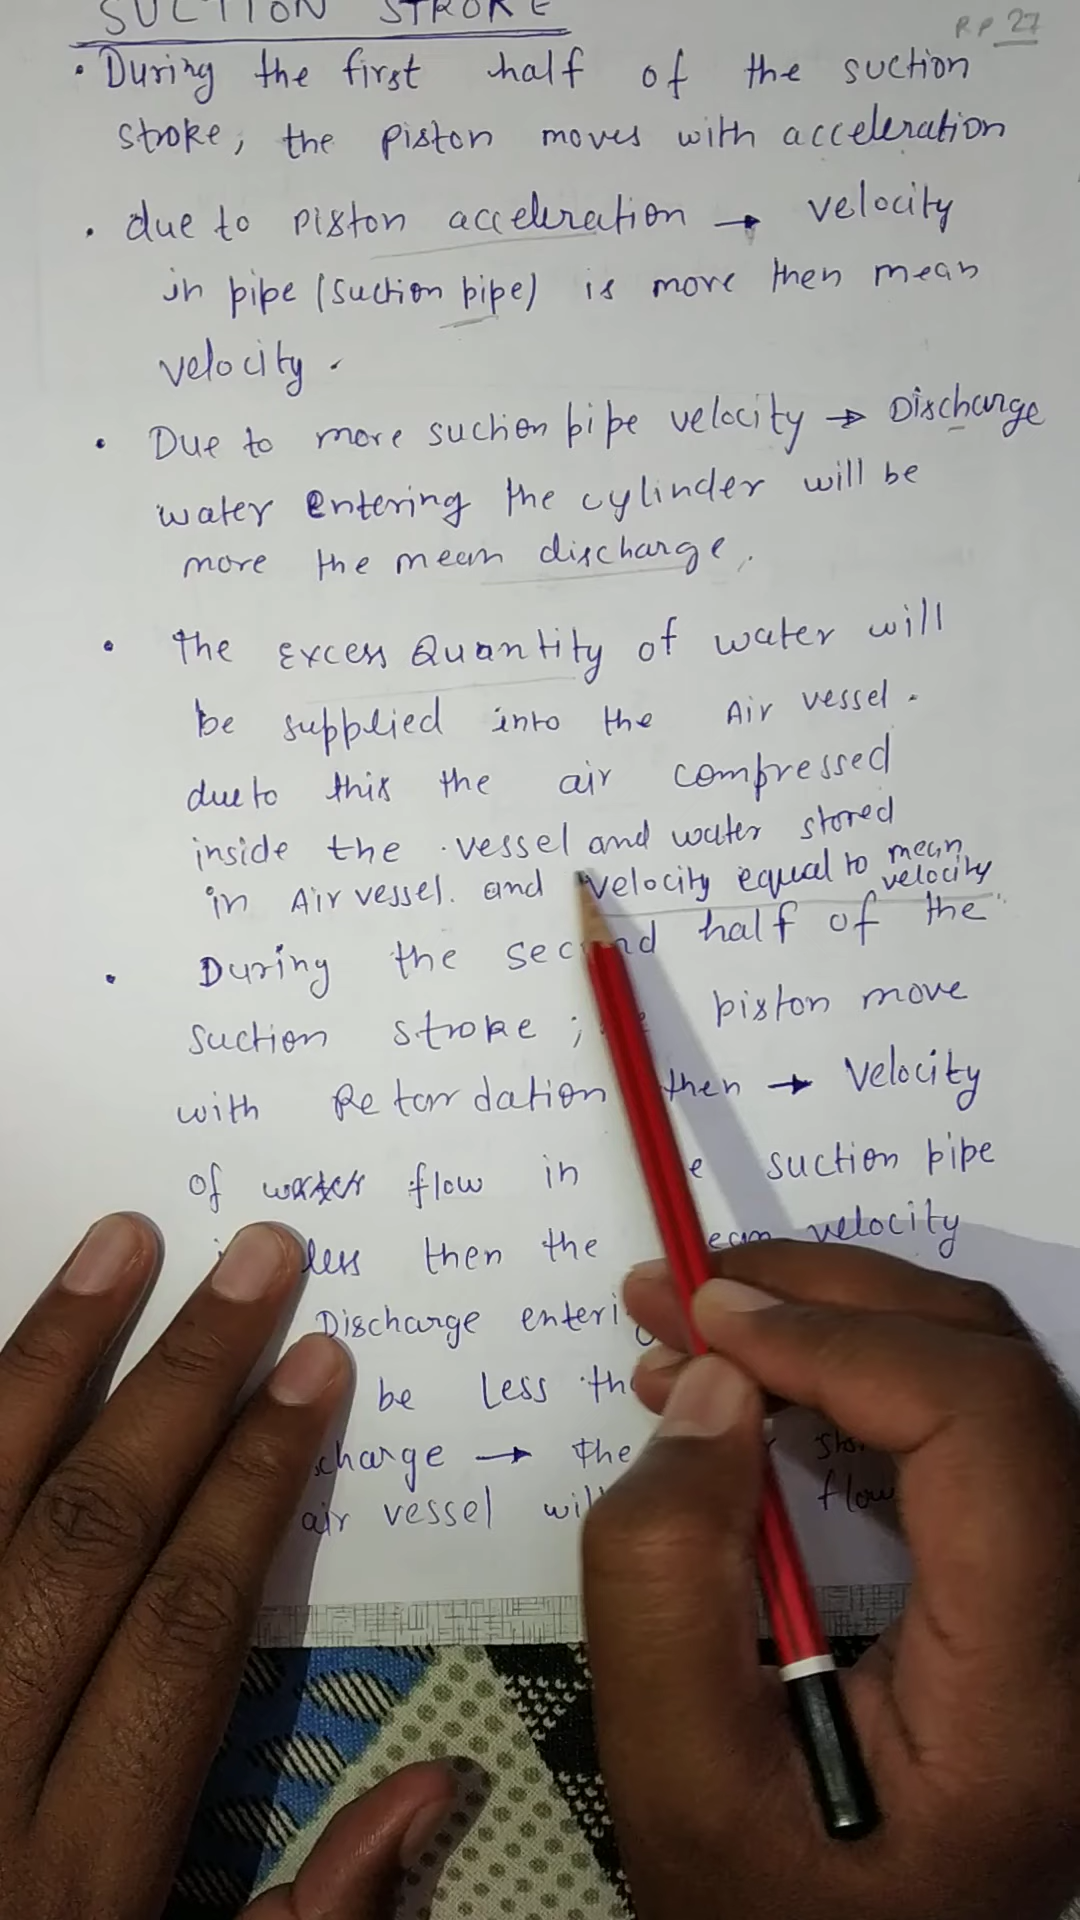 SUCTION STROKE
RP 27
• During the first half of the suction
stroke, the piston moves with acceleration
• due to piston acceleration → velocity
in pipe (suction pipe) is more then mean
velocity.
• Due to more suction pipe velocity → Discharge
water entering the cylinder will be
more the mean discharge.
• the excess Quantity of water will
be supplied into the Air vessel.
due to this the air compressed
inside the vessel and water stored
in Air vessel. and velocity equal to mean
velocity
• During the second half of the
suction stroke; piston move
with Retardation then → velocity
of water flow in suction pipe
less then the mean velocity
Discharge entering
be less
the
air vessel will flow